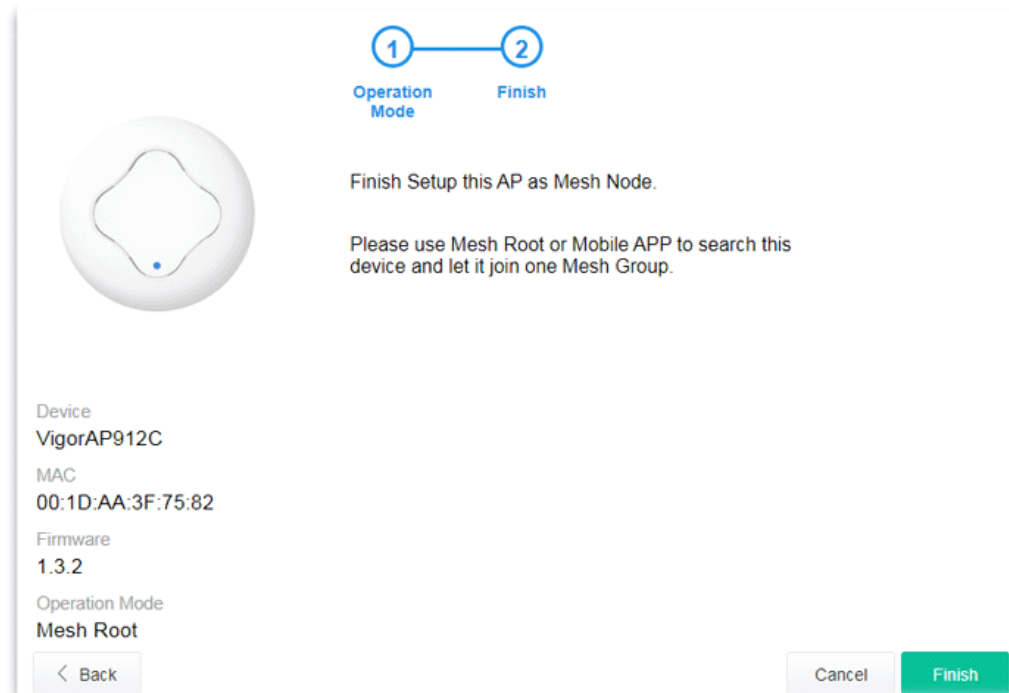 1
2
Operation
Mode
Finish
Finish Setup this AP as Mesh Node.
Please use Mesh Root or Mobile APP to search this
device and let it join one Mesh Group.
Device
VigorAP912C
MAC
00:1D:AA:3F:75:82
Firmware
1.3.2
Operation Mode
Mesh Root
< Back
Cancel
Finish